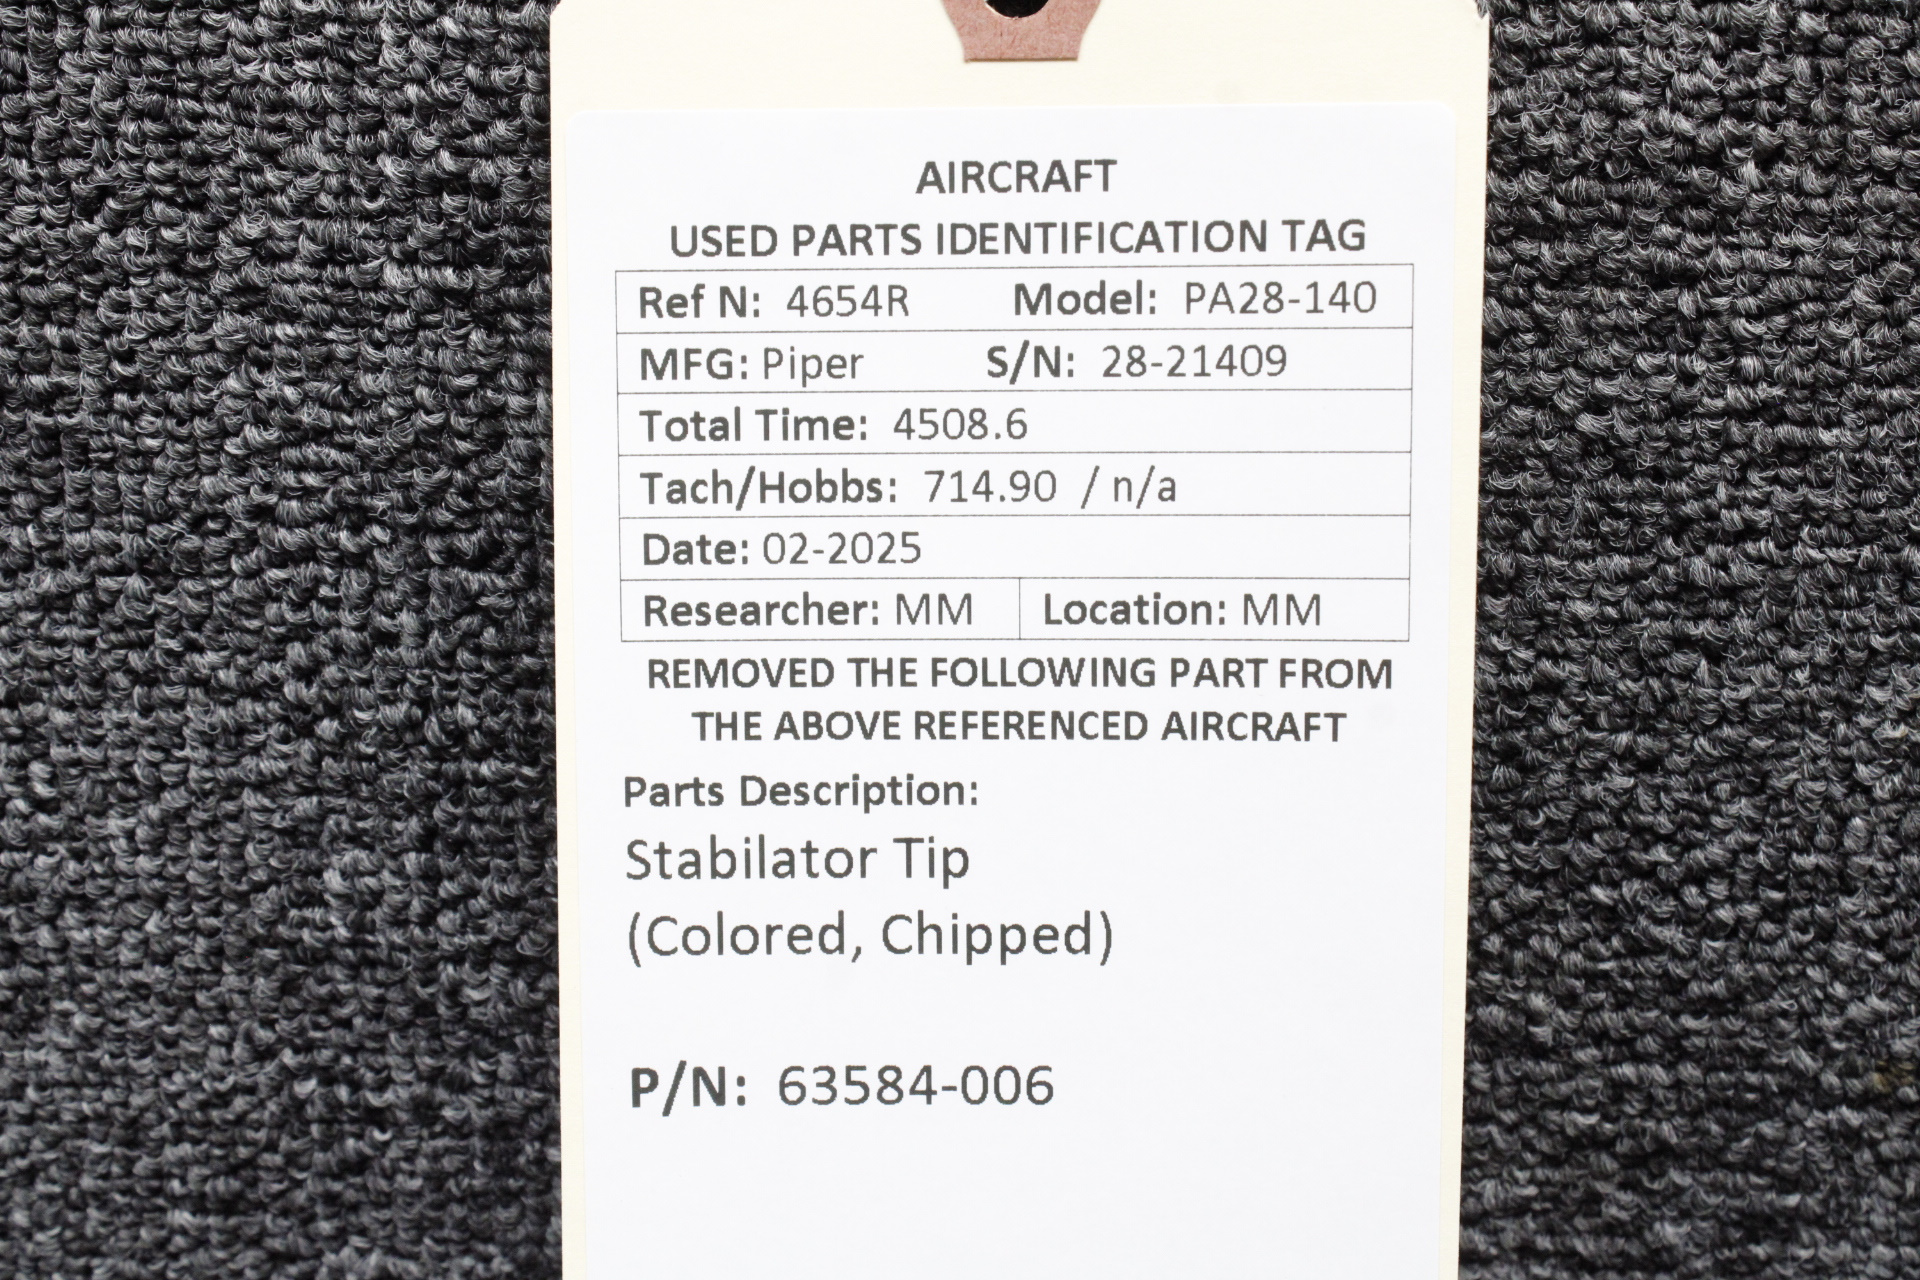 AIRCRAFT
USED PARTS IDENTIFICATION TAG
Ref N: 4654R Model: PA28-140
MFG: Piper S/N: 28-21409
Total Time: 4508.6
Tach/Hobbs: 714.90 / n/a
Date: 02-2025
Researcher: MM Location: MM
REMOVED THE FOLLOWING PART FROM
THE ABOVE REFERENCED AIRCRAFT
Parts Description:
Stabilator Tip
(Colored, Chipped)
P/N: 63584-006